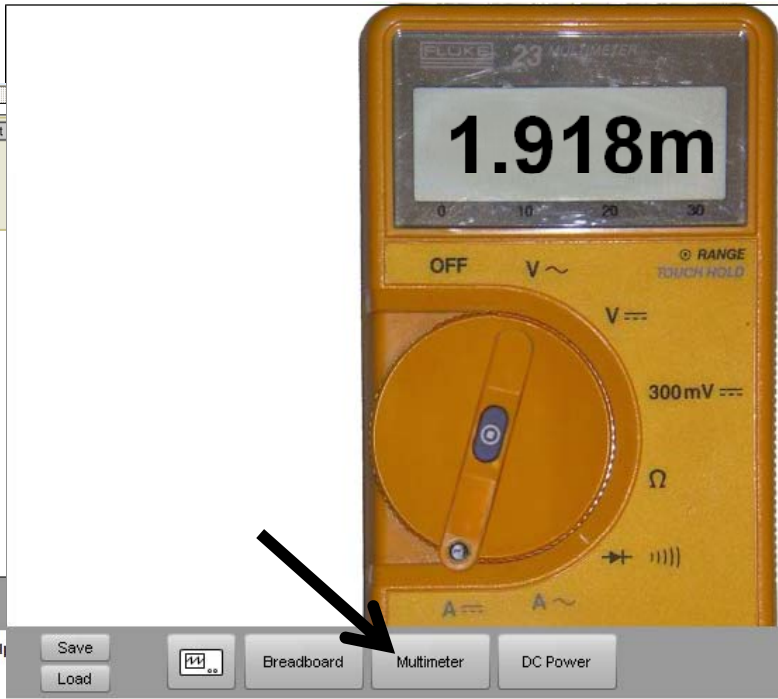 FLUKE 23 MULTIMETER
1.918m
0 10 20 30
OFF V~ RANGE
TOUCH HOLD
V
300mV
Ω
A A~
Save
Load
Breadboard
Multimeter
DC Power